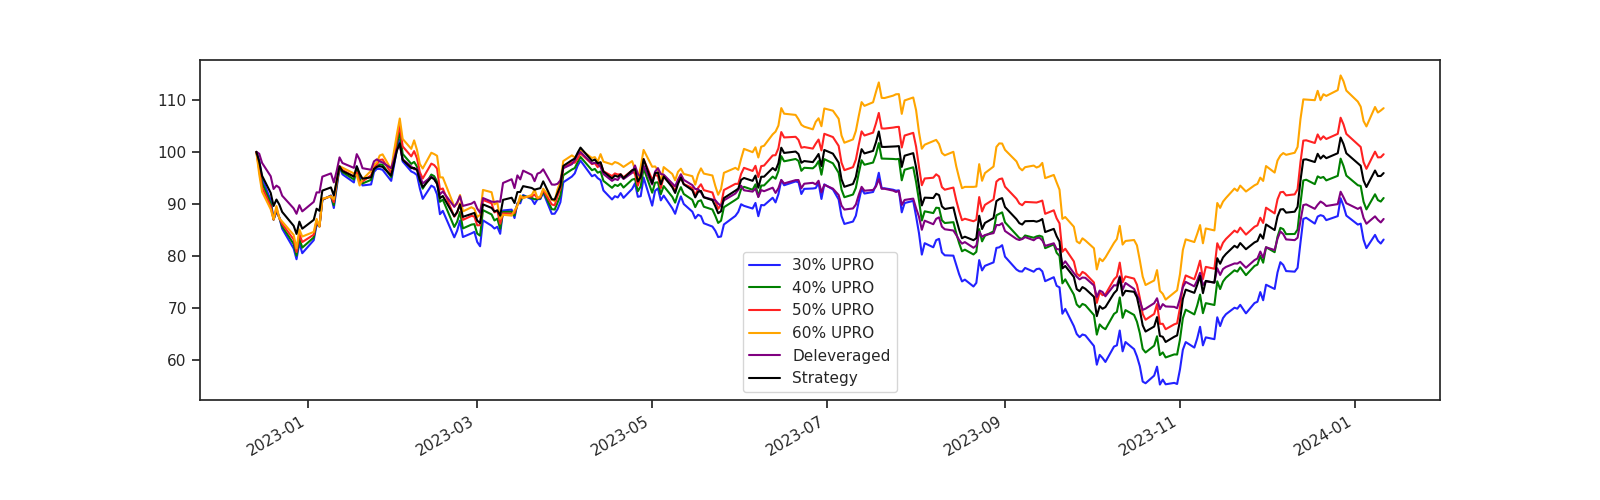 110
100
90
80
70
60
30% UPRO
40% UPRO
50% UPRO
60% UPRO
Deleveraged
Strategy
2023-01
2023-03
2023-05
2023-07
2023-09
2023-11
2024-01